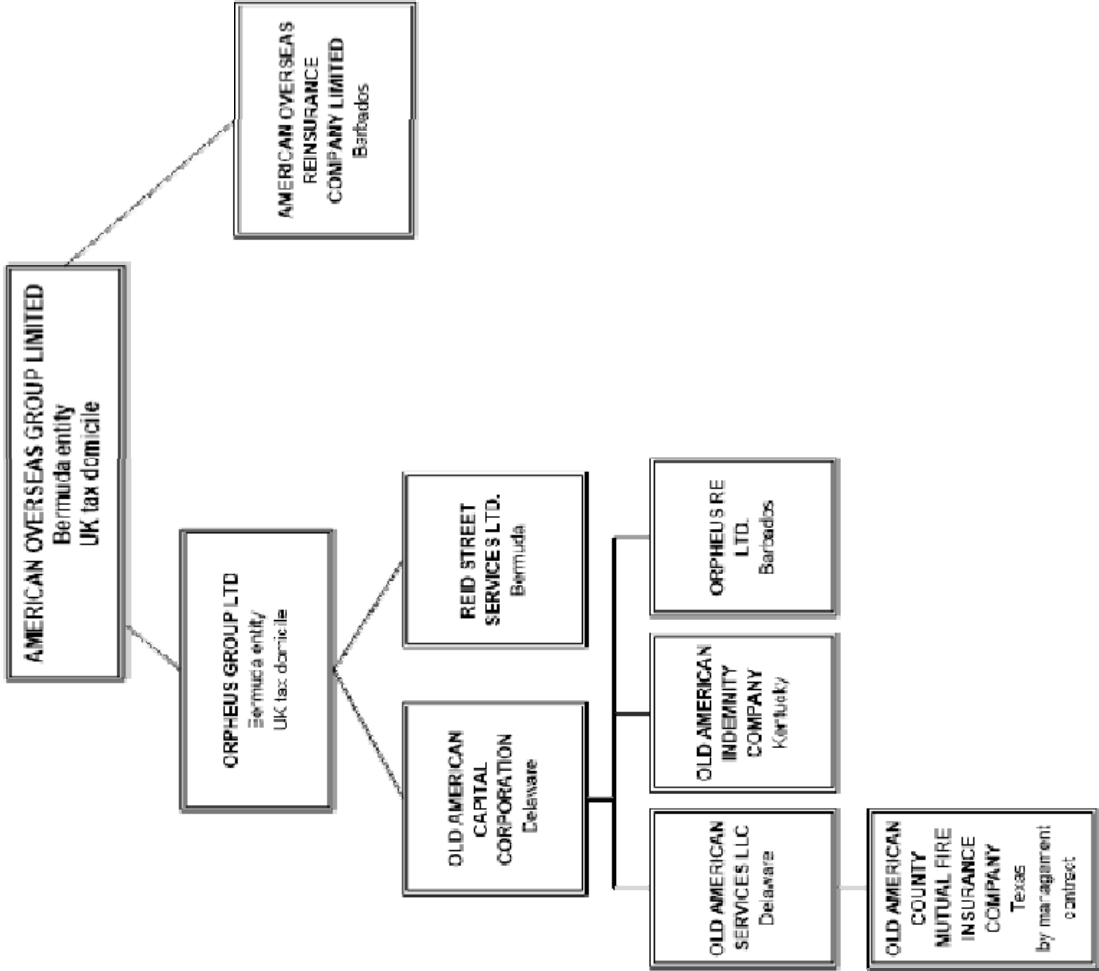 AMERICAN OVERSEAS GROUP LIMITED
Bermuda entity
UK tax domicile
ORPHEUS GROUP LTD
Bermuda entity
UK tax domicile
AMERICAN OVERSEAS
REINSURANCE
COMPANY LIMITED
Barbados
OLD AMERICAN
CAPITAL
CORPORATION
Delaware
REID STREET
SERVICES LTD.
Bermuda
OLD AMERICAN
SERVICES LLC
Delaware
OLD AMERICAN
INDEMNITY
COMPANY
Kentucky
ORPHEUS RE
LTD.
Barbados
OLD AMERICAN
COUNTY
MUTUAL FIRE
INSURANCE
COMPANY
Texas
by management
contract